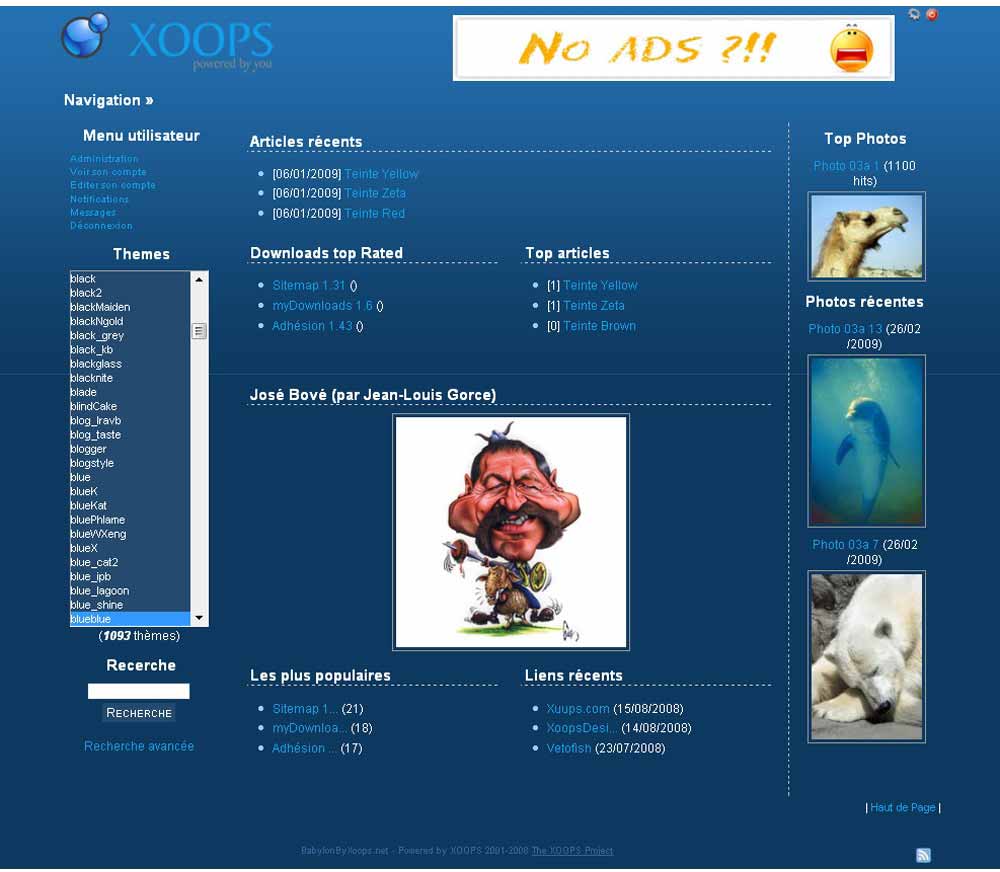 XOOPS
powered by you
No ADS ?!!
Navigation »
Menu utilisateur
Administration
Voir son compte
Editer son compte
Notifications
Messages
Déconnexion
Themes
black
black2
blackMaiden
blackNgold
black_grey
black_kb
blackglass
blacknite
blade
blindCake
blog_lravb
blog_taste
blogger
blogstyle
blue
blueK
blueKat
bluePhlame
blueWXeng
blueX
blue_cat2
blue_ipb
blue_lagoon
blue_shine
blueblue
(1093 thèmes)
Recerche
RECHERCHE
Recherche avancée
Articles récents
[06/01/2009] Teinte Yellow
[06/01/2009] Teinte Zeta
[06/01/2009] Teinte Red
Downloads top Rated
Sitemap 1.31 ()
myDownloads 1.6 ()
Adhésion 1.43 ()
Top articles
[1] Teinte Yellow
[1] Teinte Zeta
[0] Teinte Brown
José Bové (par Jean-Louis Gorce)
Les plus populaires
Sitemap 1... (21)
myDownloa... (18)
Adhésion ... (17)
Liens récents
Xuups.com (15/08/2008)
XoopsDesi... (14/08/2008)
Vetofish (23/07/2008)
Top Photos
Photo 03a 1 (1100
hits)
Photos récentes
Photo 03a 13 (26/02
/2009)
Photo 03a 7 (26/02
/2009)
| Haut de Page |
BabylonByXoops.net - Powered by XOOPS 2001-2008 The XOOPS Project